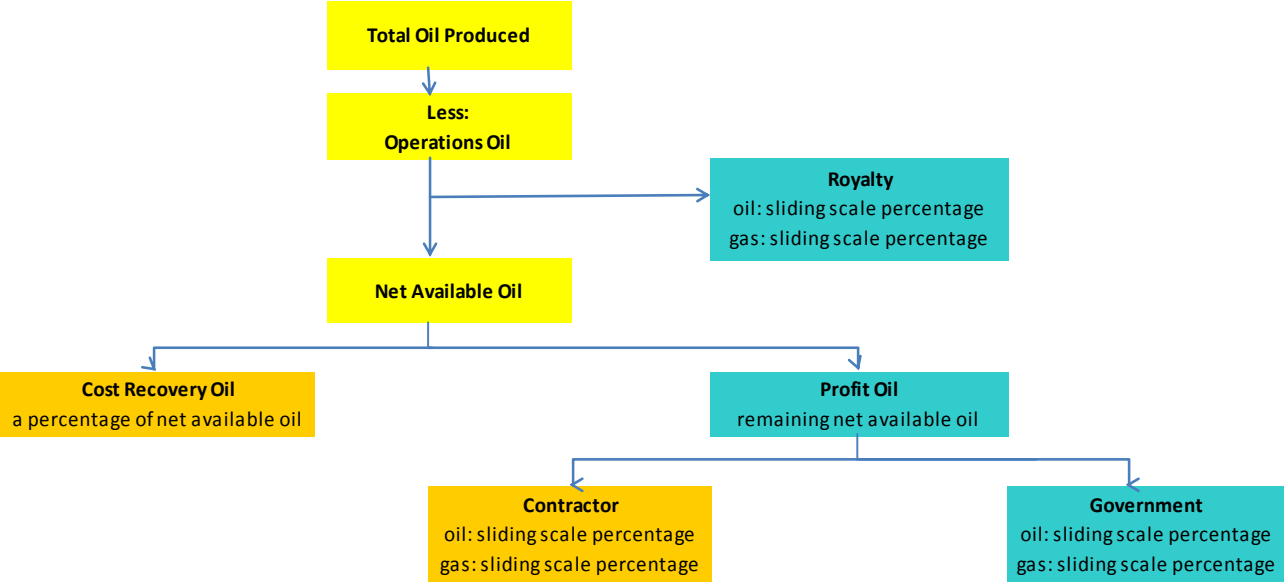 Total Oil Produced
Less:
Operations Oil
Royalty
oil: sliding scale percentage
gas: sliding scale percentage
Net Available Oil
Cost Recovery Oil
a percentage of net available oil
Profit Oil
remaining net available oil
Contractor
oil: sliding scale percentage
gas: sliding scale percentage
Government
oil: sliding scale percentage
gas: sliding scale percentage